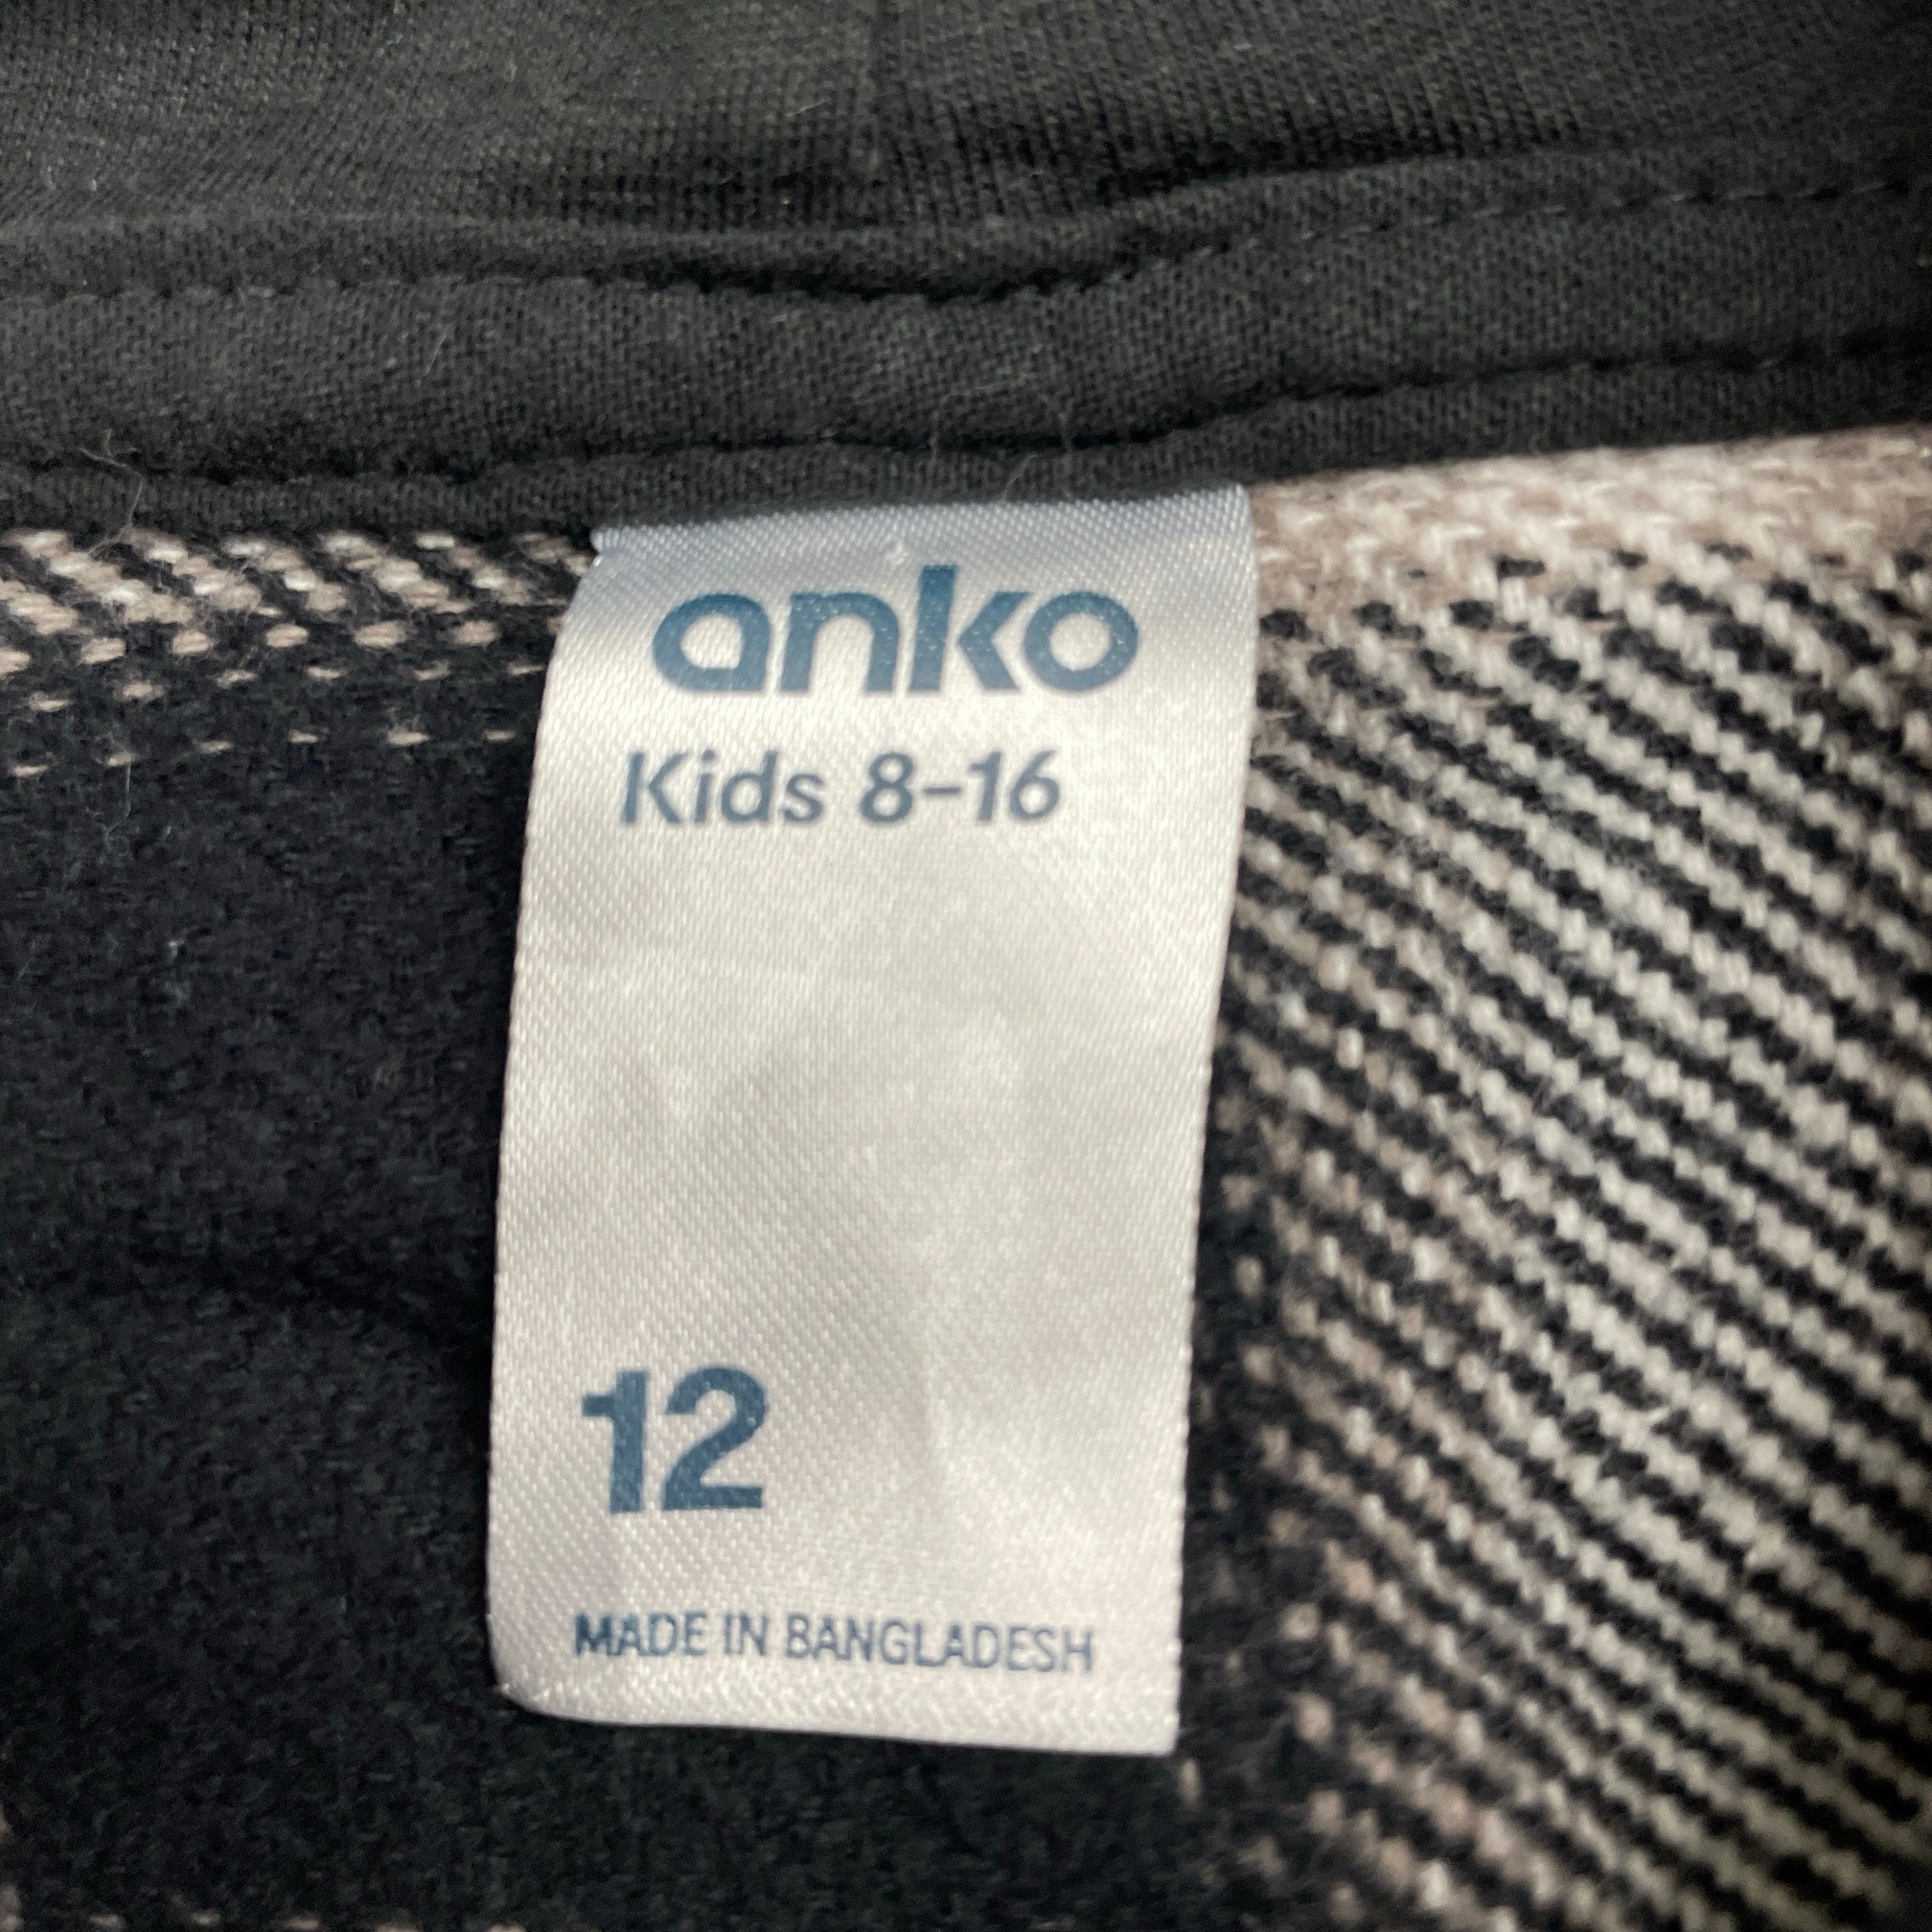 anko
Kids 8-16
12
MADE IN BANGLADESH